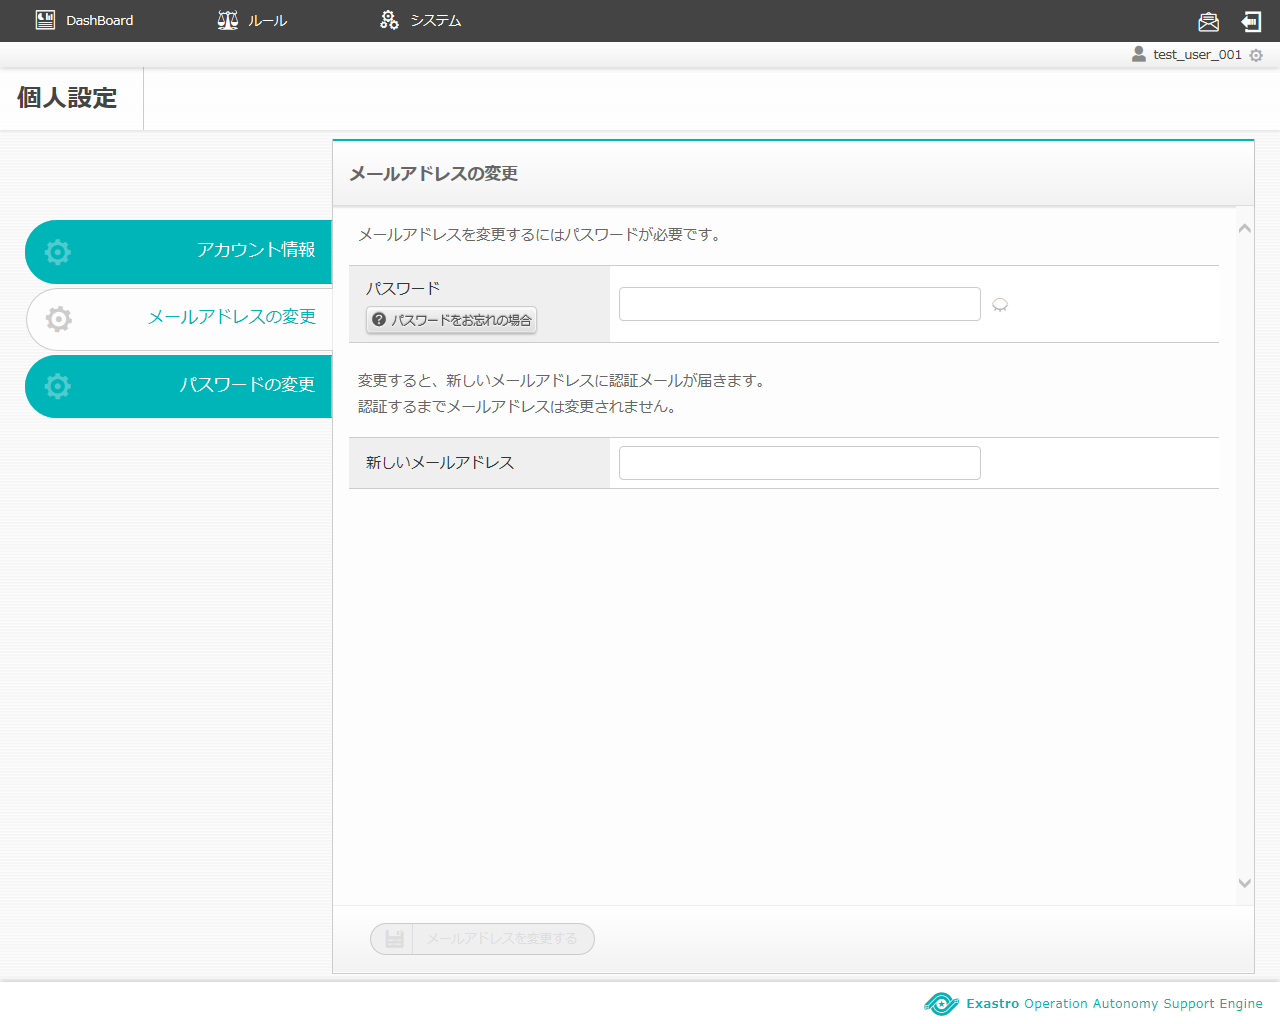 DashBoard
ルール
システム
test_user_001
個人設定
アカウント情報
メールアドレスの変更
パスワードの変更
メールアドレスの変更
メールアドレスを変更するにはパスワードが必要です。
パスワード
パスワードをお忘れの場合
変更すると、新しいメールアドレスに認証メールが届きます。
認証するまでメールアドレスは変更されません。
新しいメールアドレス
メールアドレスを変更する
Exastro Operation Autonomy Support Engine